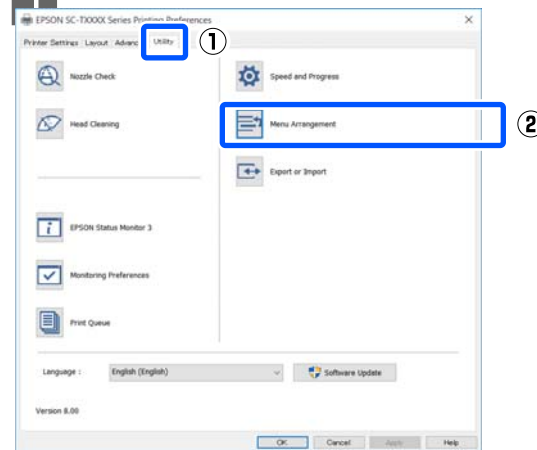 EPSON SC-TXXXX Series Printing Preferences
Printer Settings Layout Advanc Utility ①
Nozzle Check
Speed and Progress
Head Cleaning
Menu Arrangement
②
Export or Import
EPSON Status Monitor 3
Monitoring Preferences
Print Queue
Language : English (English) Software Update
Version 8.00
OK Cancel Apply Help